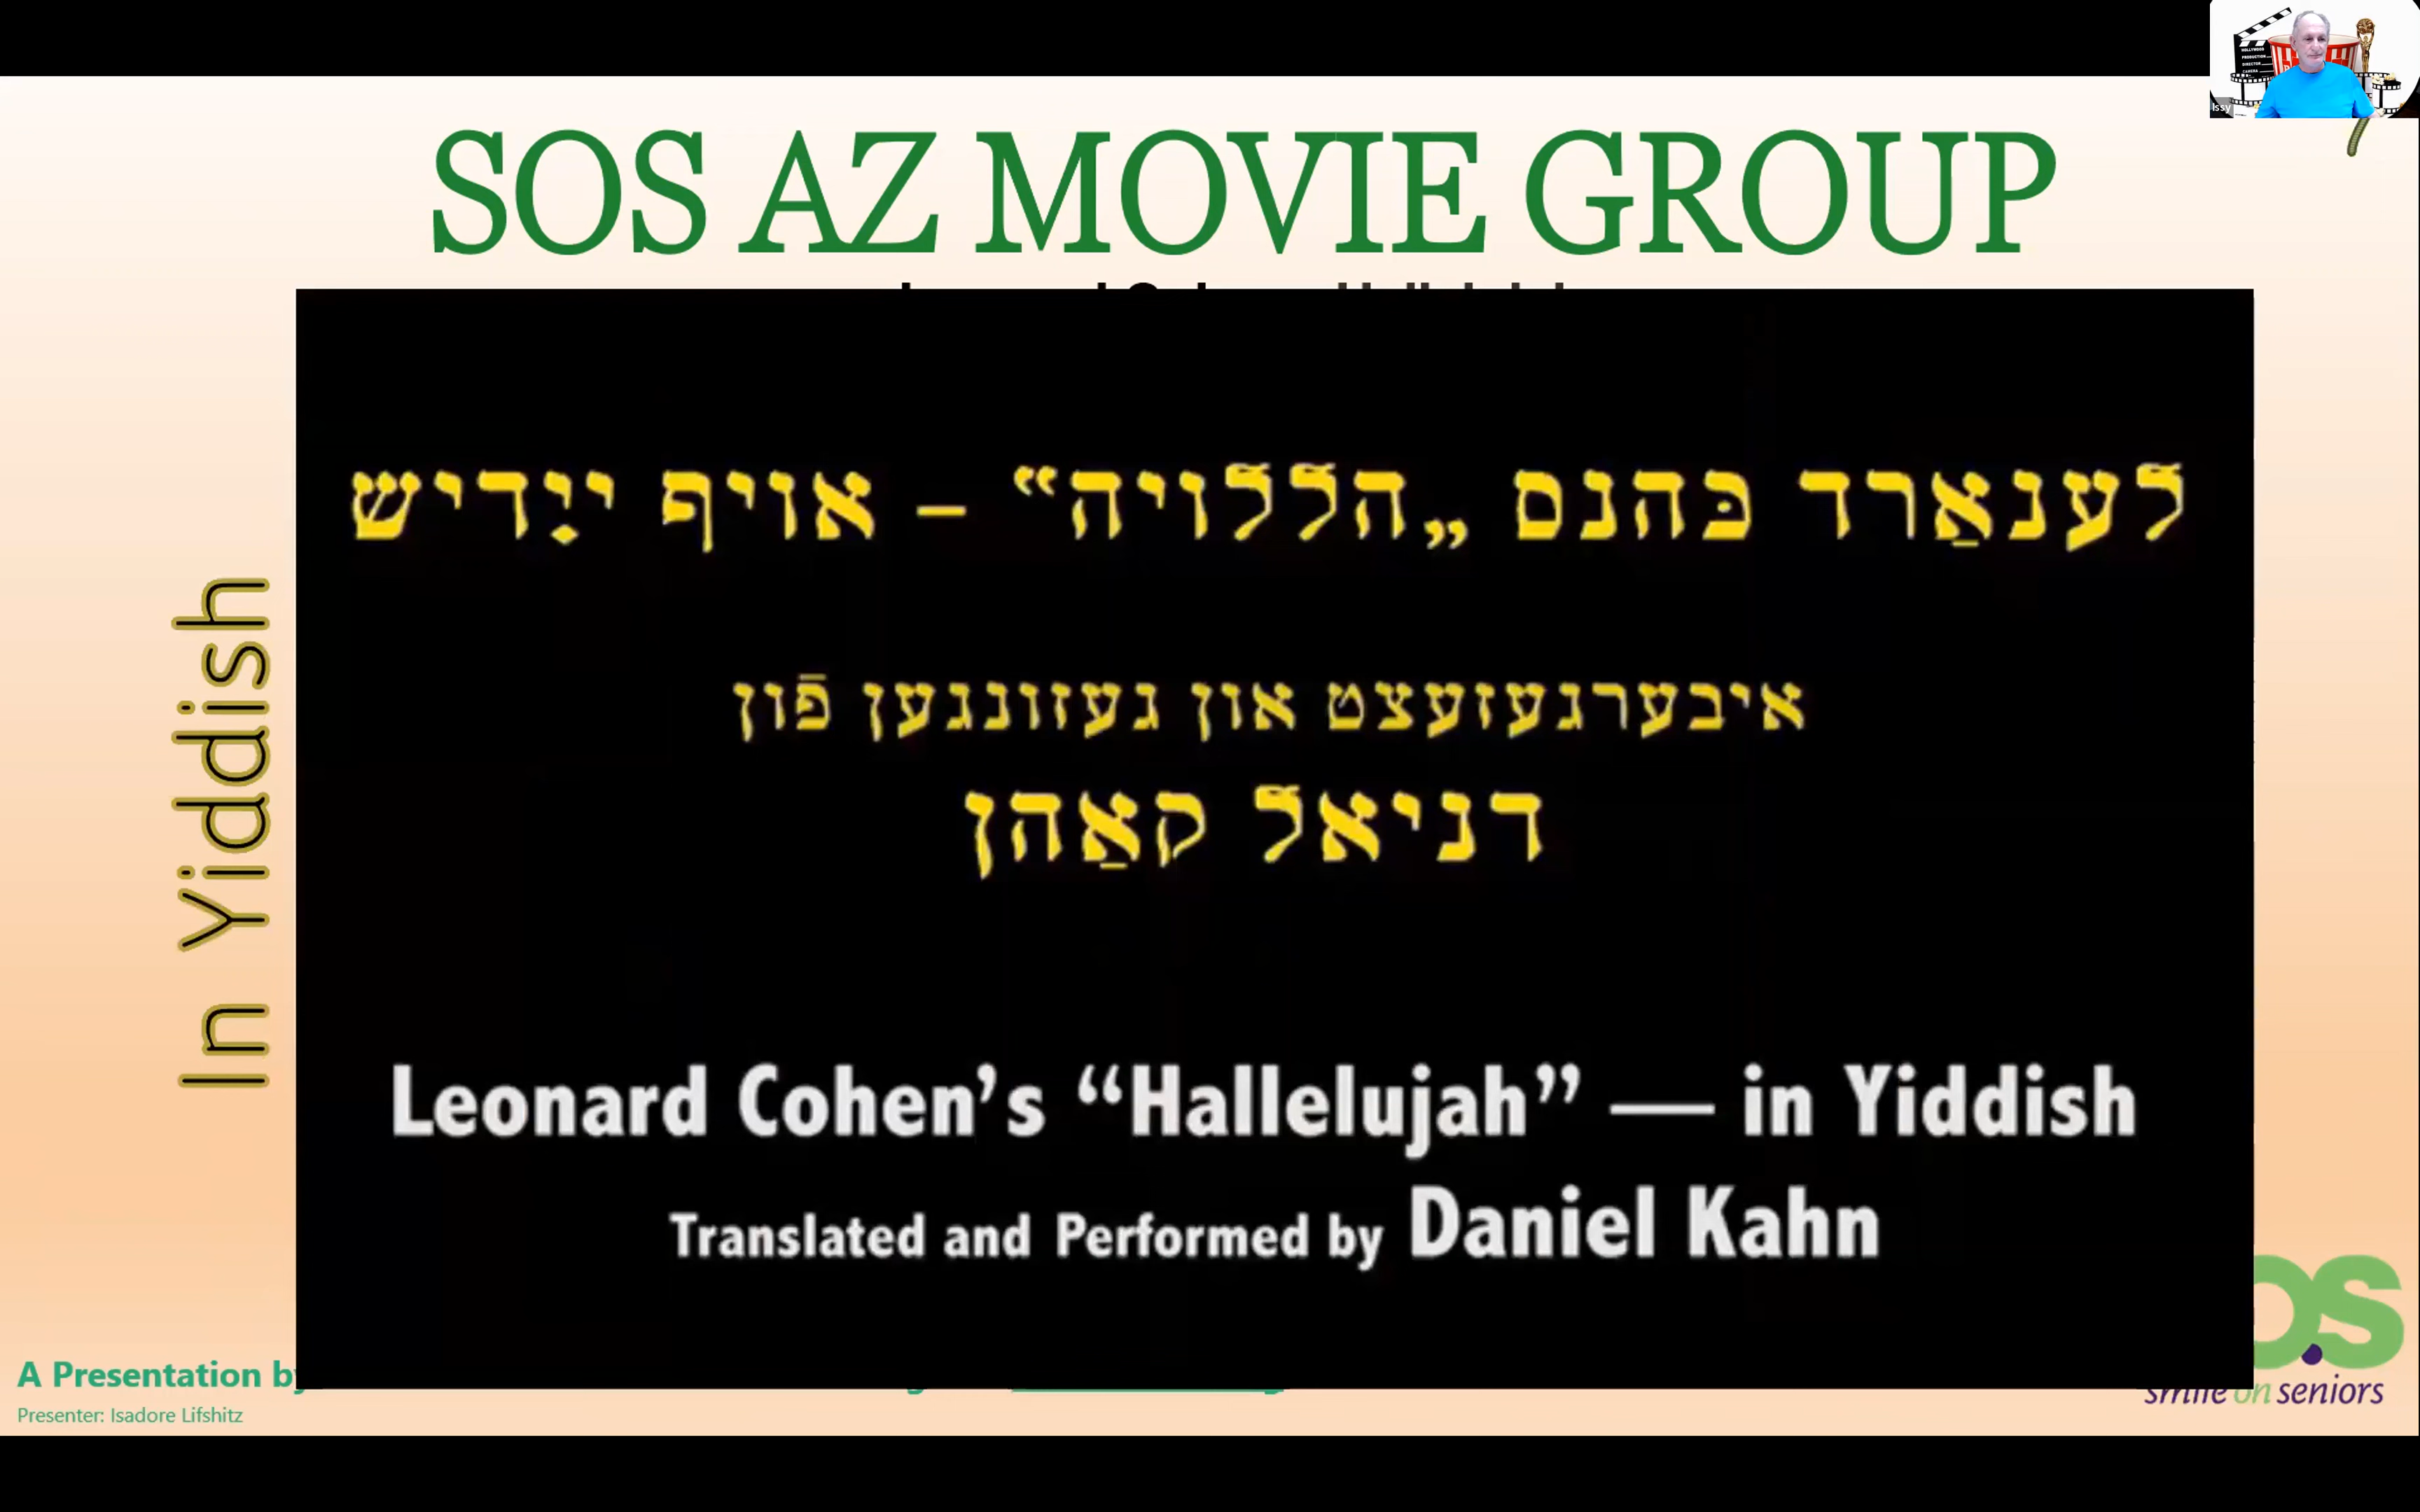 Issy
SOS AZ MOVIE GROUP
In Yiddish
לענאַרד כּהנס „הללויה“ – אויף ייִדיש
איבערגעזעצט און געזונגען פֿון
דניאל קאַהן
Leonard Cohen’s “Hallelujah” — in Yiddish
Translated and Performed by Daniel Kahn
A Presentation by
Presenter: Isadore Lifshitz
smile on seniors